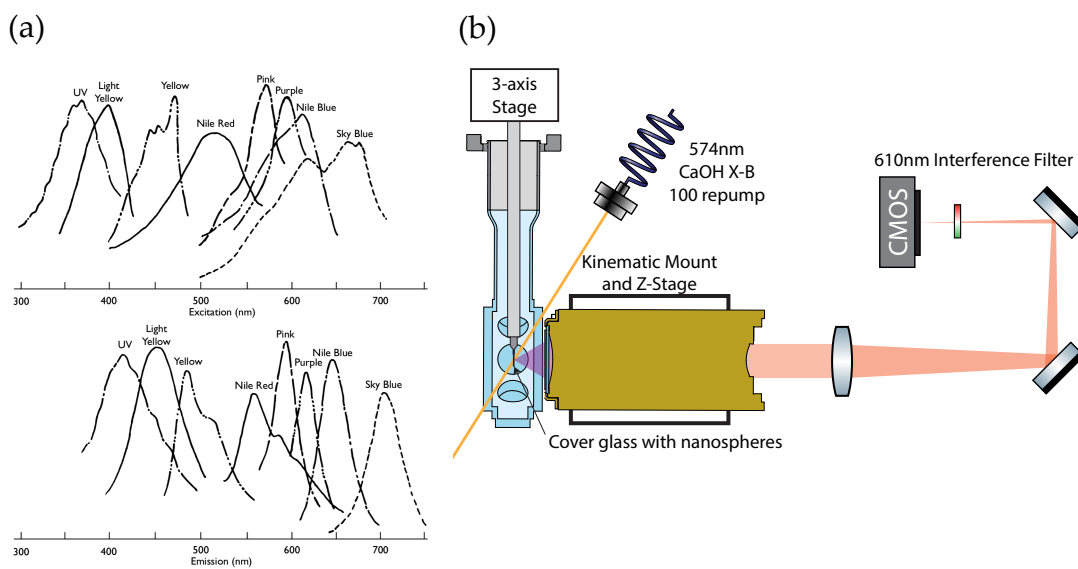 (a)
UV
Light
Yellow
Yellow
Nile Red
Pink
Purple
Nile Blue
Sky Blue
300 400 500 600 700
Excitation (nm)
UV
Light
Yellow
Yellow
Nile Red
Pink
Purple
Nile Blue
Sky Blue
300 400 500 600 700
Emission (nm)
(b)
3-axis
Stage
574nm
CaOH X-B
100 repump
610nm Interference Filter
CMOS
Kinematic Mount
and Z-Stage
Cover glass with nanospheres